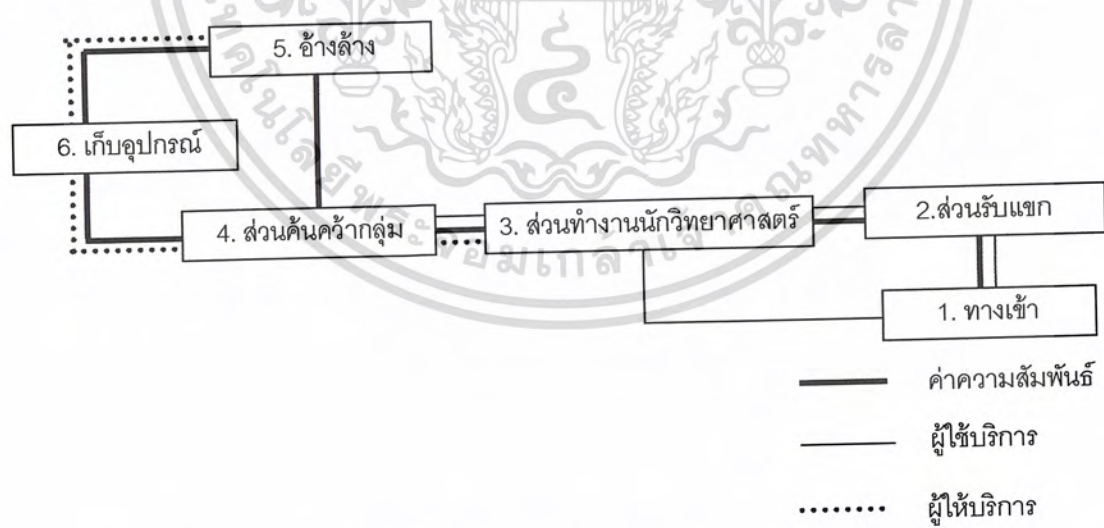 5. อ้างล้าง
6. เก็บอุปกรณ์
4. ส่วนค้นคว้ากลุ่ม
3. ส่วนทำงานนักวิทยาศาสตร์
2.ส่วนรับแขก
1. ทางเข้า
ค่าความสัมพันธ์
ผู้ใช้บริการ
ผู้ให้บริการ